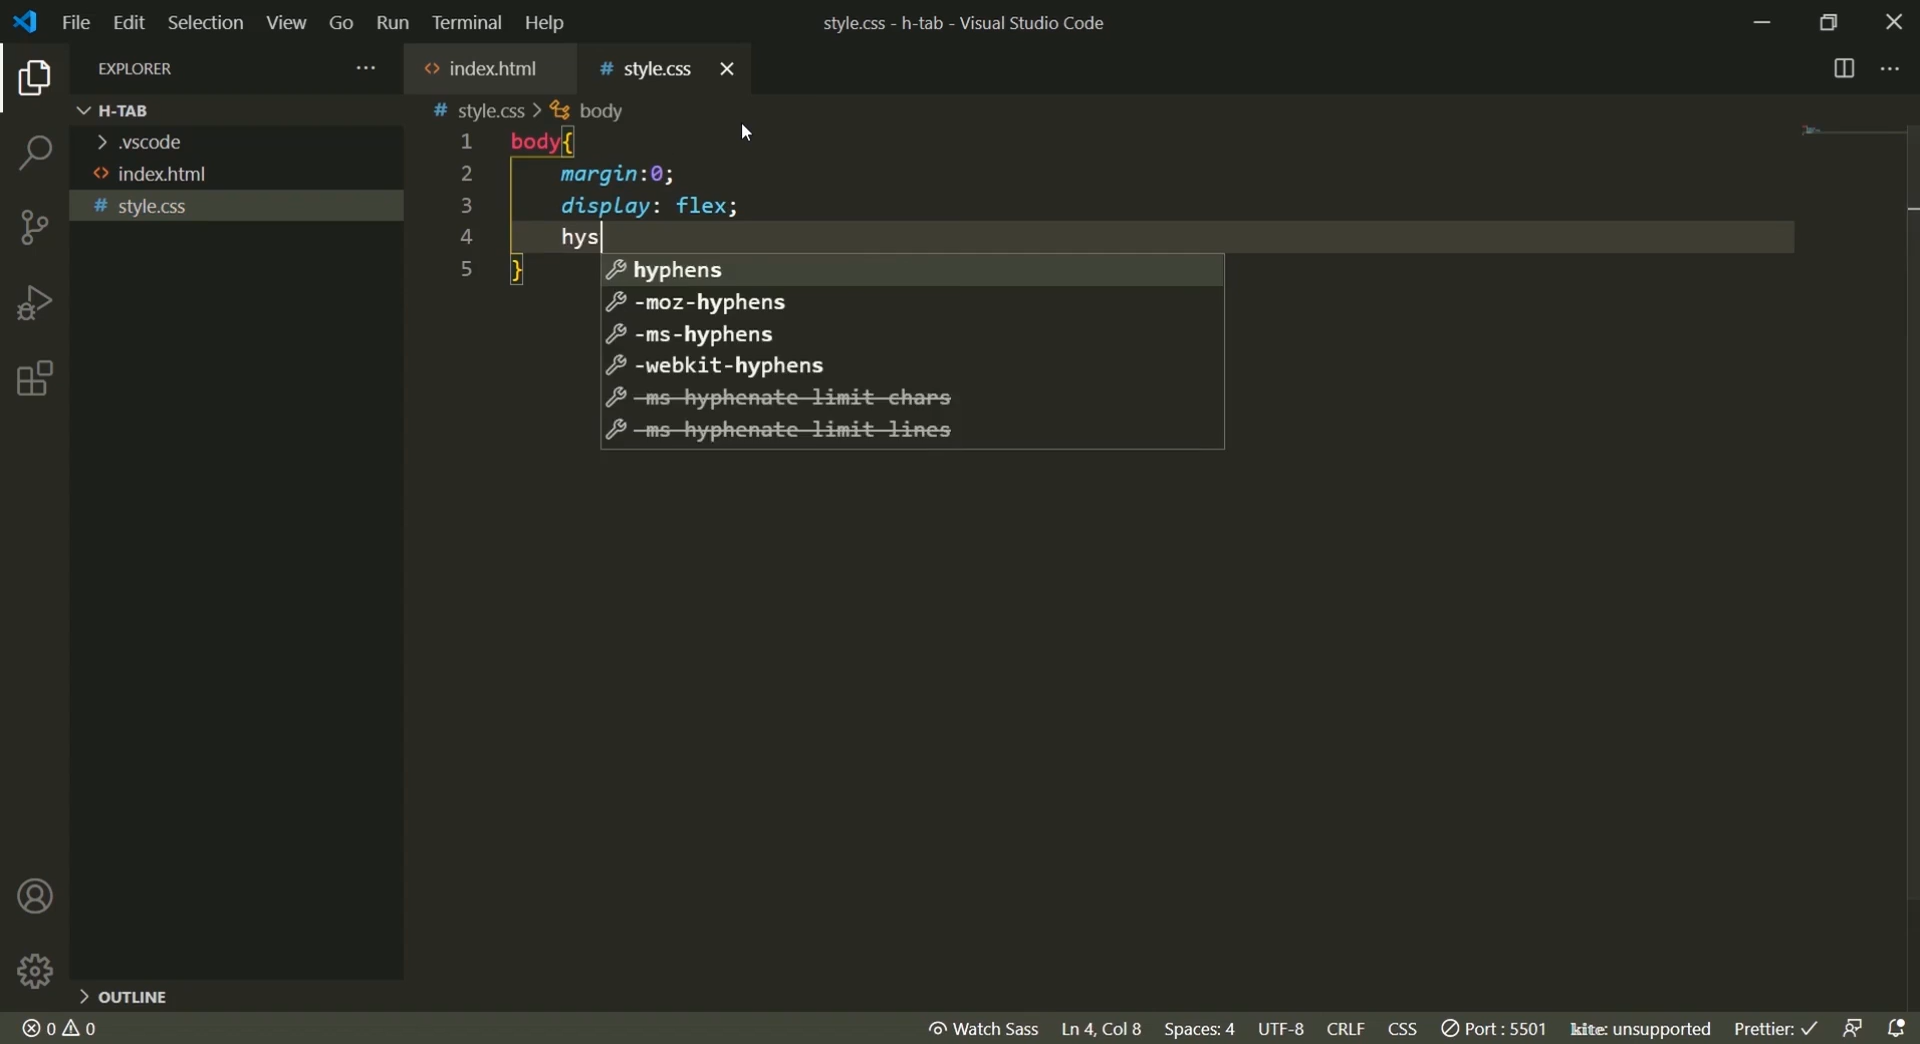 File Edit Selection View Go Run Terminal Help
style.css - h-tab - Visual Studio Code
EXPLORER
H-TAB
.vscode
index.html
style.css
OUTLINE
index.html
style.css
style.css > body
1 body{
2 margin:0;
3 display: flex;
4 hys
5 }
hyphens
-moz-hyphens
-ms-hyphens
-webkit-hyphens
-ms-hyphenate-limit-chars
-ms-hyphenate-limit-lines
0 0
Watch Sass Ln 4, Col 8 Spaces: 4 UTF-8 CRLF CSS Port : 5501 kite: unsupported Prettier: ✓